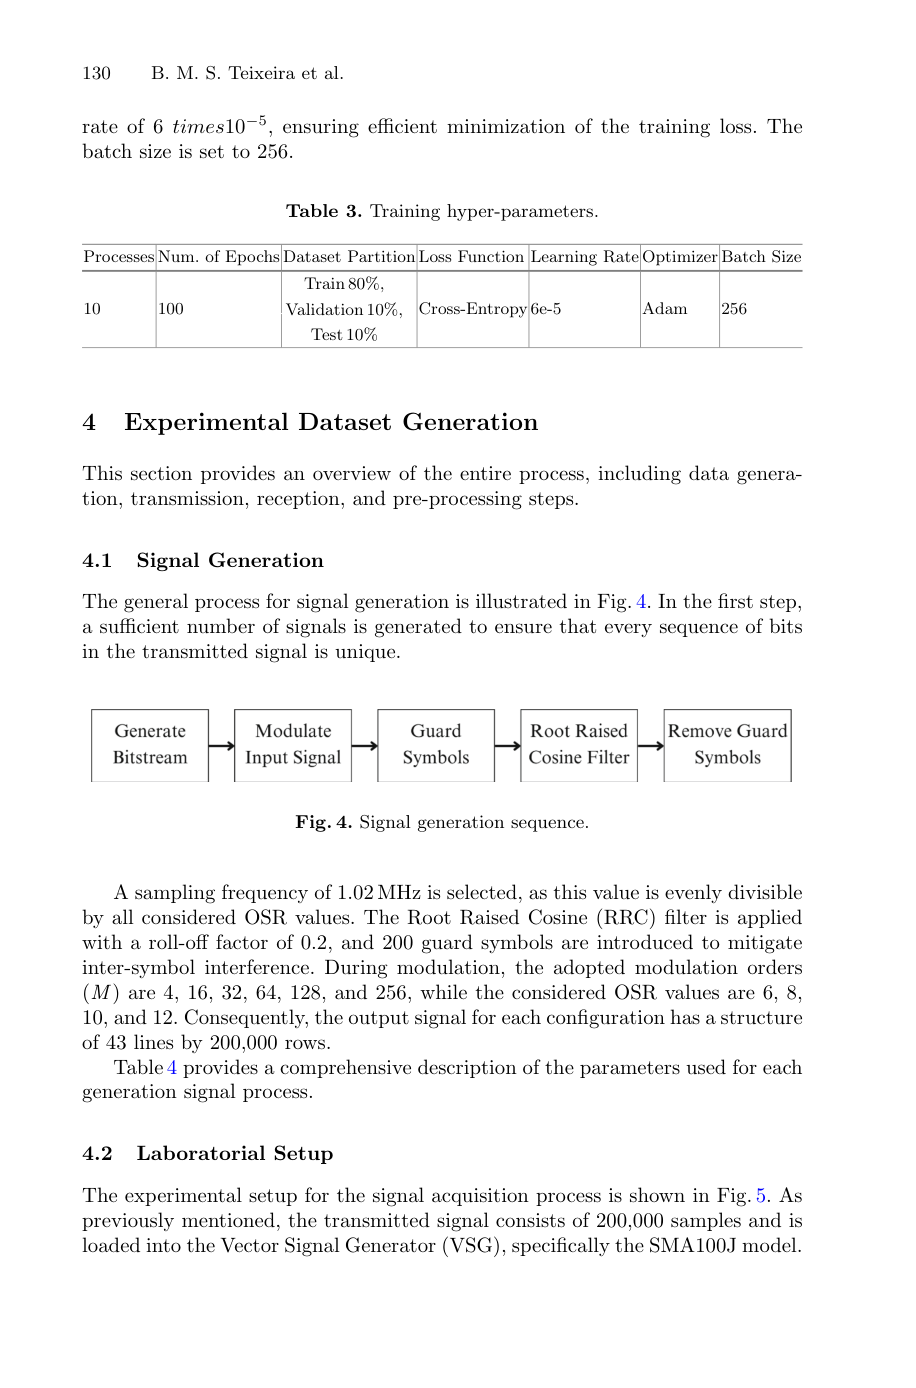 130 B. M. S. Teixeira et al.
rate of 6 times10⁻⁵, ensuring efficient minimization of the training loss. The
batch size is set to 256.
Table 3. Training hyper-parameters.
Processes Num. of Epochs Dataset Partition Loss Function Learning Rate Optimizer Batch Size
Train 80%,
10 100 Validation 10%, Cross-Entropy 6e-5 Adam 256
Test 10%
4 Experimental Dataset Generation
This section provides an overview of the entire process, including data genera-
tion, transmission, reception, and pre-processing steps.
4.1 Signal Generation
The general process for signal generation is illustrated in Fig. 4. In the first step,
a sufficient number of signals is generated to ensure that every sequence of bits
in the transmitted signal is unique.
Generate Modulate Guard Root Raised Remove Guard
Bitstream Input Signal Symbols Cosine Filter Symbols
Fig. 4. Signal generation sequence.
A sampling frequency of 1.02 MHz is selected, as this value is evenly divisible
by all considered OSR values. The Root Raised Cosine (RRC) filter is applied
with a roll-off factor of 0.2, and 200 guard symbols are introduced to mitigate
inter-symbol interference. During modulation, the adopted modulation orders
(M) are 4, 16, 32, 64, 128, and 256, while the considered OSR values are 6, 8,
10, and 12. Consequently, the output signal for each configuration has a structure
of 43 lines by 200,000 rows.
Table 4 provides a comprehensive description of the parameters used for each
generation signal process.
4.2 Laboratorial Setup
The experimental setup for the signal acquisition process is shown in Fig. 5. As
previously mentioned, the transmitted signal consists of 200,000 samples and is
loaded into the Vector Signal Generator (VSG), specifically the SMA100J model.